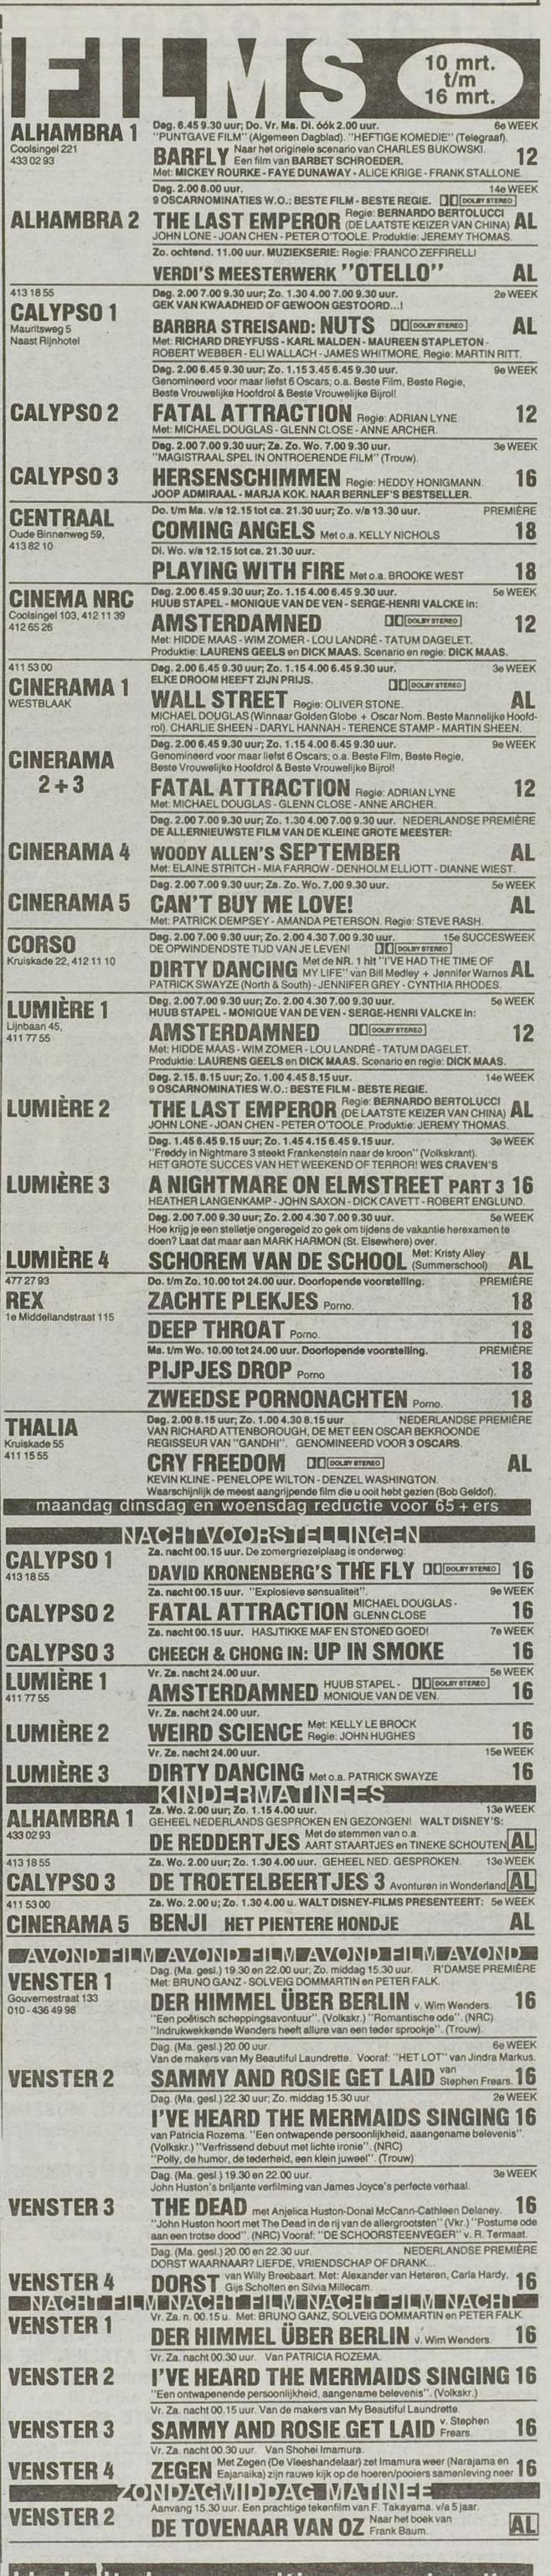 FILMS
10 mrt.
t/m
16 mrt.
ALHAMBRA 1
Coolsingel 221
433 02 93
Dag. 6.45 9.30 uur; Do. Vr. Ma. Di. óók 2.00 uur. 6e WEEK
"PUNTGAVE FILM" (Algemeen Dagblad). "HEFTIGE KOMEDIE" (Telegraaf).
BARFLY Naar het originele scenario van CHARLES BUKOWSKI. Een film van BARBET SCHROEDER. 12
Met: MICKEY ROURKE - FAYE DUNAWAY - ALICE KRIGE - FRANK STALLONE.
Dag. 2.00 8.00 uur. 14e WEEK
9 OSCARNOMINATIES W.O.: BESTE FILM - BESTE REGIE. DOLBY STEREO
ALHAMBRA 2 THE LAST EMPEROR Regie: BERNARDO BERTOLUCCI (DE LAATSTE KEIZER VAN CHINA) AL
JOHN LONE - JOAN CHEN - PETER O'TOOLE. Produktie: JEREMY THOMAS.
Zo. ochtend. 11.00 uur. MUZIEKSERIE: Regie: FRANCO ZEFFIRELLI
VERDI'S MEESTERWERK "OTELLO" AL
413 18 55
CALYPSO 1
Mauritsweg 5
Naast Rijnhotel
Dag. 2.00 7.00 9.30 uur; Zo. 1.30 4.00 7.00 9.30 uur. 2e WEEK
GEK VAN KWAADHEID OF GEWOON GESTOORD...!
BARBRA STREISAND: NUTS DOLBY STEREO AL
Met: RICHARD DREYFUSS - KARL MALDEN - MAUREEN STAPLETON -
ROBERT WEBBER - ELI WALLACH - JAMES WHITMORE. Regie: MARTIN RITT.
Dag. 2.00 6.45 9.30 uur; Zo. 1.15 3.45 6.45 9.30 uur. 9e WEEK
Genomineerd voor maar liefst 6 Oscars; o.a. Beste Film, Beste Regie,
Beste Vrouwelijke Hoofdrol & Beste Vrouwelijke Bijrol!
CALYPSO 2 FATAL ATTRACTION Regie: ADRIAN LYNE 12
Met: MICHAEL DOUGLAS - GLENN CLOSE - ANNE ARCHER.
Dag. 2.00 7.00 9.30 uur; Za. Zo. Wo. 7.00 9.30 uur. 3e WEEK
"MAGISTRAAL SPEL IN ONTROERENDE FILM" (Trouw).
CALYPSO 3 HERSENSCHIMMEN Regie: HEDDY HONIGMANN. 16
JOOP ADMIRAAL - MARJA KOK. NAAR BERNLEF'S BESTSELLER.
CENTRAAL
Oude Binnenweg 59,
413 82 10
Do. t/m Ma. v/a 12.15 tot ca. 21.30 uur; Zo. v/a 13.30 uur. PREMIÈRE
COMING ANGELS Met o.a. KELLY NICHOLS 18
Di. Wo. v/a 12.15 tot ca. 21.30 uur.
PLAYING WITH FIRE Met o.a. BROOKE WEST 18
CINEMA NRC
Coolsingel 103, 412 11 39
412 65 26
Dag. 2.00 6.45 9.30 uur; Zo. 1.15 4.00 6.45 9.30 uur. 5e WEEK
HUUB STAPEL - MONIQUE VAN DE VEN - SERGE-HENRI VALCKE in:
AMSTERDAMNED DOLBY STEREO 12
Met: HIDDE MAAS - WIM ZOMER - LOU LANDRÉ - TATUM DAGELET.
Produktie: LAURENS GEELS en DICK MAAS. Scenario en regie: DICK MAAS.
411 53 00
CINERAMA 1
WESTBLAAK
Dag. 2.00 6.45 9.30 uur; Zo. 1.15 4.00 6.45 9.30 uur. 3e WEEK
ELKE DROOM HEEFT ZIJN PRIJS. DOLBY STEREO
WALL STREET Regie: OLIVER STONE. AL
MICHAEL DOUGLAS (Winnaar Golden Globe + Oscar Nom. Beste Mannelijke Hoofd-
rol). CHARLIE SHEEN - DARYL HANNAH - TERENCE STAMP - MARTIN SHEEN.
CINERAMA
2 + 3
Dag. 2.00 6.45 9.30 uur; Zo. 1.15 4.00 6.45 9.30 uur. 9e WEEK
Genomineerd voor maar liefst 6 Oscars; o.a. Beste Film, Beste Regie,
Beste Vrouwelijke Hoofdrol & Beste Vrouwelijke Bijrol!
FATAL ATTRACTION Regie: ADRIAN LYNE 12
Met: MICHAEL DOUGLAS - GLENN CLOSE - ANNE ARCHER.
Dag. 2.00 7.00 9.30 uur; Zo. 1.30 4.00 7.00 9.30 uur. NEDERLANDSE PREMIÈRE
DE ALLERNIEUWSTE FILM VAN DE KLEINE GROTE MEESTER:
CINERAMA 4 WOODY ALLEN'S SEPTEMBER AL
Met: ELAINE STRITCH - MIA FARROW - DENHOLM ELLIOTT - DIANNE WIEST.
Dag. 2.00 7.00 9.30 uur; Za. Zo. Wo. 7.00 9.30 uur. 5e WEEK
CINERAMA 5 CAN'T BUY ME LOVE! AL
Met: PATRICK DEMPSEY - AMANDA PETERSON. Regie: STEVE RASH.
CORSO
Kruiskade 22, 412 11 10
Dag. 2.00 7.00 9.30 uur; Zo. 2.00 4.30 7.00 9.30 uur. 15e SUCCESWEEK
DE OPWINDENDSTE TIJD VAN JE LEVEN! DOLBY STEREO
DIRTY DANCING Met de NR. 1 hit "I'VE HAD THE TIME OF MY LIFE" van Bill Medley + Jennifer Warnes AL
PATRICK SWAYZE (North & South) - JENNIFER GREY - CYNTHIA RHODES.
LUMIÈRE 1
Lijnbaan 45,
411 77 55
Dag. 2.00 7.00 9.30 uur; Zo. 2.00 4.30 7.00 9.30 uur. 5e WEEK
HUUB STAPEL - MONIQUE VAN DE VEN - SERGE-HENRI VALCKE in:
AMSTERDAMNED DOLBY STEREO 12
Met: HIDDE MAAS - WIM ZOMER - LOU LANDRÉ - TATUM DAGELET.
Produktie: LAURENS GEELS en DICK MAAS. Scenario en regie: DICK MAAS.
Dag. 2.15. 8.15 uur; Zo. 1.00 4.45 8.15 uur. 14e WEEK
9 OSCARNOMINATIES W.O.: BESTE FILM - BESTE REGIE.
LUMIÈRE 2 THE LAST EMPEROR Regie: BERNARDO BERTOLUCCI (DE LAATSTE KEIZER VAN CHINA) AL
JOHN LONE - JOAN CHEN - PETER O'TOOLE. Produktie: JEREMY THOMAS.
Dag. 1.45 6.45 9.15 uur; Zo. 1.45 4.15 6.45 9.15 uur. 3e WEEK
"Freddy in Nightmare 3 steekt Frankenstein naar de kroon" (Volkskrant).
HET GROTE SUCCES VAN HET WEEKEND OF TERROR! WES CRAVEN'S
LUMIÈRE 3 A NIGHTMARE ON ELMSTREET PART 3 16
HEATHER LANGENKAMP - JOHN SAXON - DICK CAVETT - ROBERT ENGLUND.
Dag. 2.00 7.00 9.30 uur; Zo. 2.00 4.30 7.00 9.30 uur. 5e WEEK
Hoe krijg je een stelletje ongeregeld zo gek om tijdens de vakantie herexamen te
doen? Laat dat maar aan MARK HARMON (St. Elsewhere) over.
LUMIÈRE 4 SCHOREM VAN DE SCHOOL Met: Kristy Alley (Summerschool) AL
477 27 93
REX
1e Middellandstraat 115
Do. t/m Zo. 10.00 tot 24.00 uur. Doorlopende voorstelling. PREMIÈRE
ZACHTE PLEKJES Porno. 18
DEEP THROAT Porno. 18
Ma. t/m Wo. 10.00 tot 24.00 uur. Doorlopende voorstelling. PREMIÈRE
PIJPJES DROP Porno 18
ZWEEDSE PORNONACHTEN Porno. 18
THALIA
Kruiskade 55
411 15 55
Dag. 2.00 8.15 uur; Zo. 1.00 4.30 8.15 uur NEDERLANDSE PREMIÈRE
VAN RICHARD ATTENBOROUGH, DE MET EEN OSCAR BEKROONDE
REGISSEUR VAN "GANDHI". GENOMINEERD VOOR 3 OSCARS.
CRY FREEDOM DOLBY STEREO AL
KEVIN KLINE - PENELOPE WILTON - DENZEL WASHINGTON.
Waarschijnlijk de meest aangrijpende film die u ooit hebt gezien (Bob Geldof).
maandag dinsdag en woensdag reductie voor 65 + ers
NACHTVOORSTELLINGEN
CALYPSO 1
413 18 55
Za. nacht 00.15 uur. De zomergriezelplaag is onderweg:
DAVID KRONENBERG'S THE FLY DOLBY STEREO 16
Za. nacht 00.15 uur. "Explosieve sensualiteit". 9e WEEK
CALYPSO 2 FATAL ATTRACTION MICHAEL DOUGLAS - GLENN CLOSE 16
Za. nacht 00.15 uur. HASJTIKKE MAF EN STONED GOED! 7e WEEK
CALYPSO 3 CHEECH & CHONG IN: UP IN SMOKE 16
LUMIÈRE 1
411 77 55
Vr. Za. nacht 24.00 uur. 5e WEEK
AMSTERDAMNED HUUB STAPEL - MONIQUE VAN DE VEN. DOLBY STEREO 16
Vr. Za. nacht 24.00 uur.
LUMIÈRE 2 WEIRD SCIENCE Met: KELLY LE BROCK Regie: JOHN HUGHES 16
Vr. Za. nacht 24.00 uur. 15e WEEK
LUMIÈRE 3 DIRTY DANCING Met o.a. PATRICK SWAYZE 16
KINDERMATINEES
ALHAMBRA 1
433 02 93
Za. Wo. 2.00 uur; Zo. 1.15 4.00 uur. 13e WEEK
GEHEEL NEDERLANDS GESPROKEN EN GEZONGEN! WALT DISNEY'S:
DE REDDERTJES Met de stemmen van o.a. AART STAARTJES en TINEKE SCHOUTEN AL
413 18 55
Za. Wo. 2.00 uur; Zo. 1.30 4.00 uur. GEHEEL NED. GESPROKEN. 13e WEEK
CALYPSO 3 DE TROETELBEERTJES 3 Avonturen in Wonderland AL
411 53 00
Za. Wo. 2.00 u; Zo. 1.30 4.00 u. WALT DISNEY-FILMS PRESENTEERT: 5e WEEK
CINERAMA 5 BENJI HET PIENTERE HONDJE AL
AVOND FILM AVOND FILM AVOND FILM AVOND
VENSTER 1
Gouvernestraat 133
010 - 436 49 98
Dag. (Ma. gesl.) 19.30 en 22.00 uur; Zo. middag 15.30 uur. R'DAMSE PREMIÈRE
Met: BRUNO GANZ - SOLVEIG DOMMARTIN en PETER FALK.
DER HIMMEL ÜBER BERLIN v. Wim Wenders. 16
"Een poëtisch scheppingsavontuur". (Volkskr.) "Romantische ode". (NRC)
"Indrukwekkende Wenders heeft allure van een teder sprookje". (Trouw).
Dag. (Ma. gesl.) 20.00 uur. 6e WEEK
Van de makers van My Beautiful Laundrette. Vooraf: "HET LOT" van Jindra Markus.
VENSTER 2 SAMMY AND ROSIE GET LAID van Stephen Frears. 16
Dag. (Ma. gesl.) 22.30 uur; Zo. middag 15.30 uur 2e WEEK
I'VE HEARD THE MERMAIDS SINGING 16
van Patricia Rozema. "Een ontwapende persoonlijkheid, aaangename belevenis"
(Volkskr.) "Verfrissend debuut met lichte ironie". (NRC)
"Polly, de humor, de tederheid, een klein juweel". (Trouw)
Dag. (Ma. gesl.) 19.30 en 22.00 uur. 3e WEEK
John Huston's briljante verfilming van James Joyce's perfecte verhaal.
VENSTER 3 THE DEAD met Anjelica Huston-Donal McCann-Cathleen Delaney. 16
"John Huston hoort met The Dead in de rij van de allergrootsten" (Vkr.) "Postume ode
aan een trotse dood". (NRC) Vooraf: "DE SCHOORSTEENVEGER" v. R. Termaat.
Dag. (Ma. gesl.) 20.00 en 22.30 uur. NEDERLANDSE PREMIÈRE
DORST WAARNAAR? LIEFDE, VRIENDSCHAP OF DRANK...
VENSTER 4 DORST van Willy Breebaart. Met: Alexander van Heteren, Carla Hardy, Gijs Scholten en Silvia Millecam. 16
NACHT FILM NACHT FILM NACHT FILM NACHT
Vr. Za. n. 00.15 u. Met: BRUNO GANZ, SOLVEIG DOMMARTIN en PETER FALK.
VENSTER 1 DER HIMMEL ÜBER BERLIN v. Wim Wenders. 16
Vr. Za. nacht 00.30 uur. Van PATRICIA ROZEMA.
VENSTER 2 I'VE HEARD THE MERMAIDS SINGING 16
"Een ontwapenende persoonlijkheid, aangename belevenis". (Volkskr.)
Vr. Za. nacht 00.15 uur. Van de makers van My Beautiful Laundrette.
VENSTER 3 SAMMY AND ROSIE GET LAID v. Stephen Frears. 16
Vr. Za. nacht 00.30 uur. Van Shohei Imamura.
VENSTER 4 ZEGEN Met Zegen (De Vleeshandelaar) zet Imamura weer (Narajama en Eajanaika) zijn rauwe kijk op de hoeren/pooiers samenleving neer 16
ZONDAGMIDDAG MATINEE
Aanvang 15.30 uur. Een prachtige tekenfilm van F. Takayama. v/a 5 jaar.
VENSTER 2 DE TOVENAAR VAN OZ Naar het boek van Frank Baum. AL